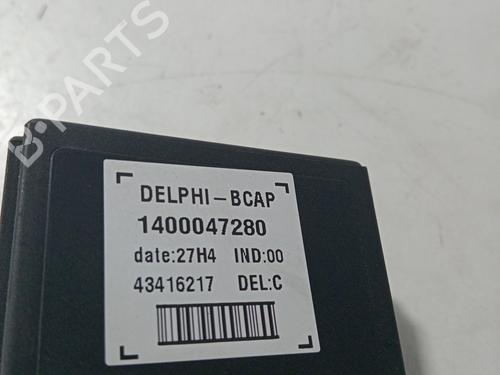 B-PARTS
DELPHI-BCAP
1400047280
date:27H4 IND:00
43416217 DEL:C